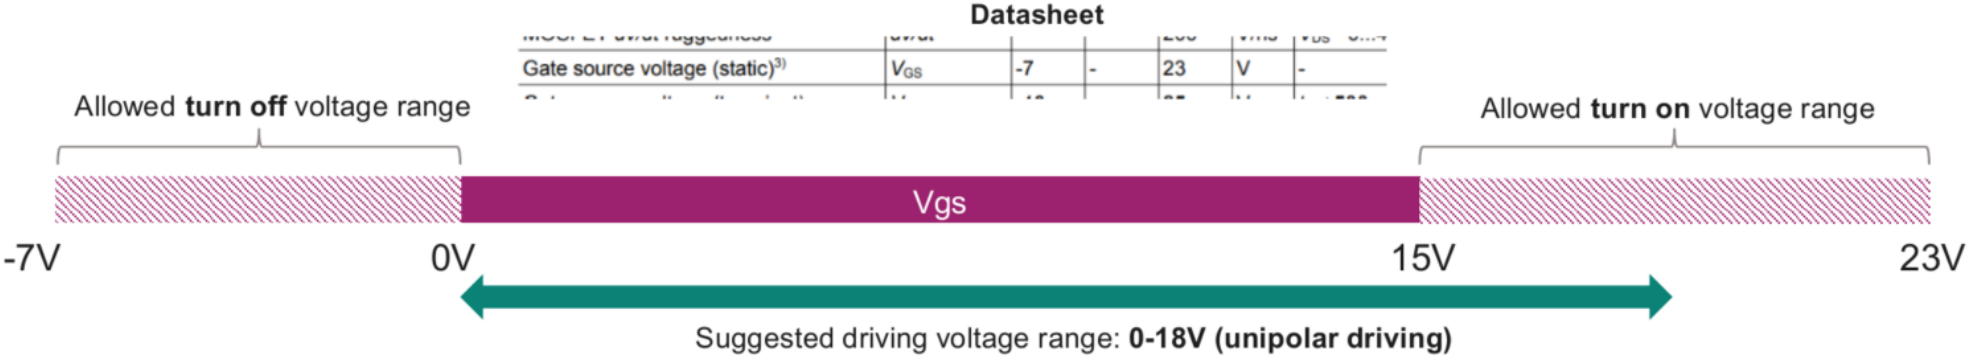 Datasheet
Gate source voltage (static)3) VGS -7 - 23 V -
Allowed turn off voltage range
Allowed turn on voltage range
Vgs
-7V 0V 15V 23V
Suggested driving voltage range: 0-18V (unipolar driving)